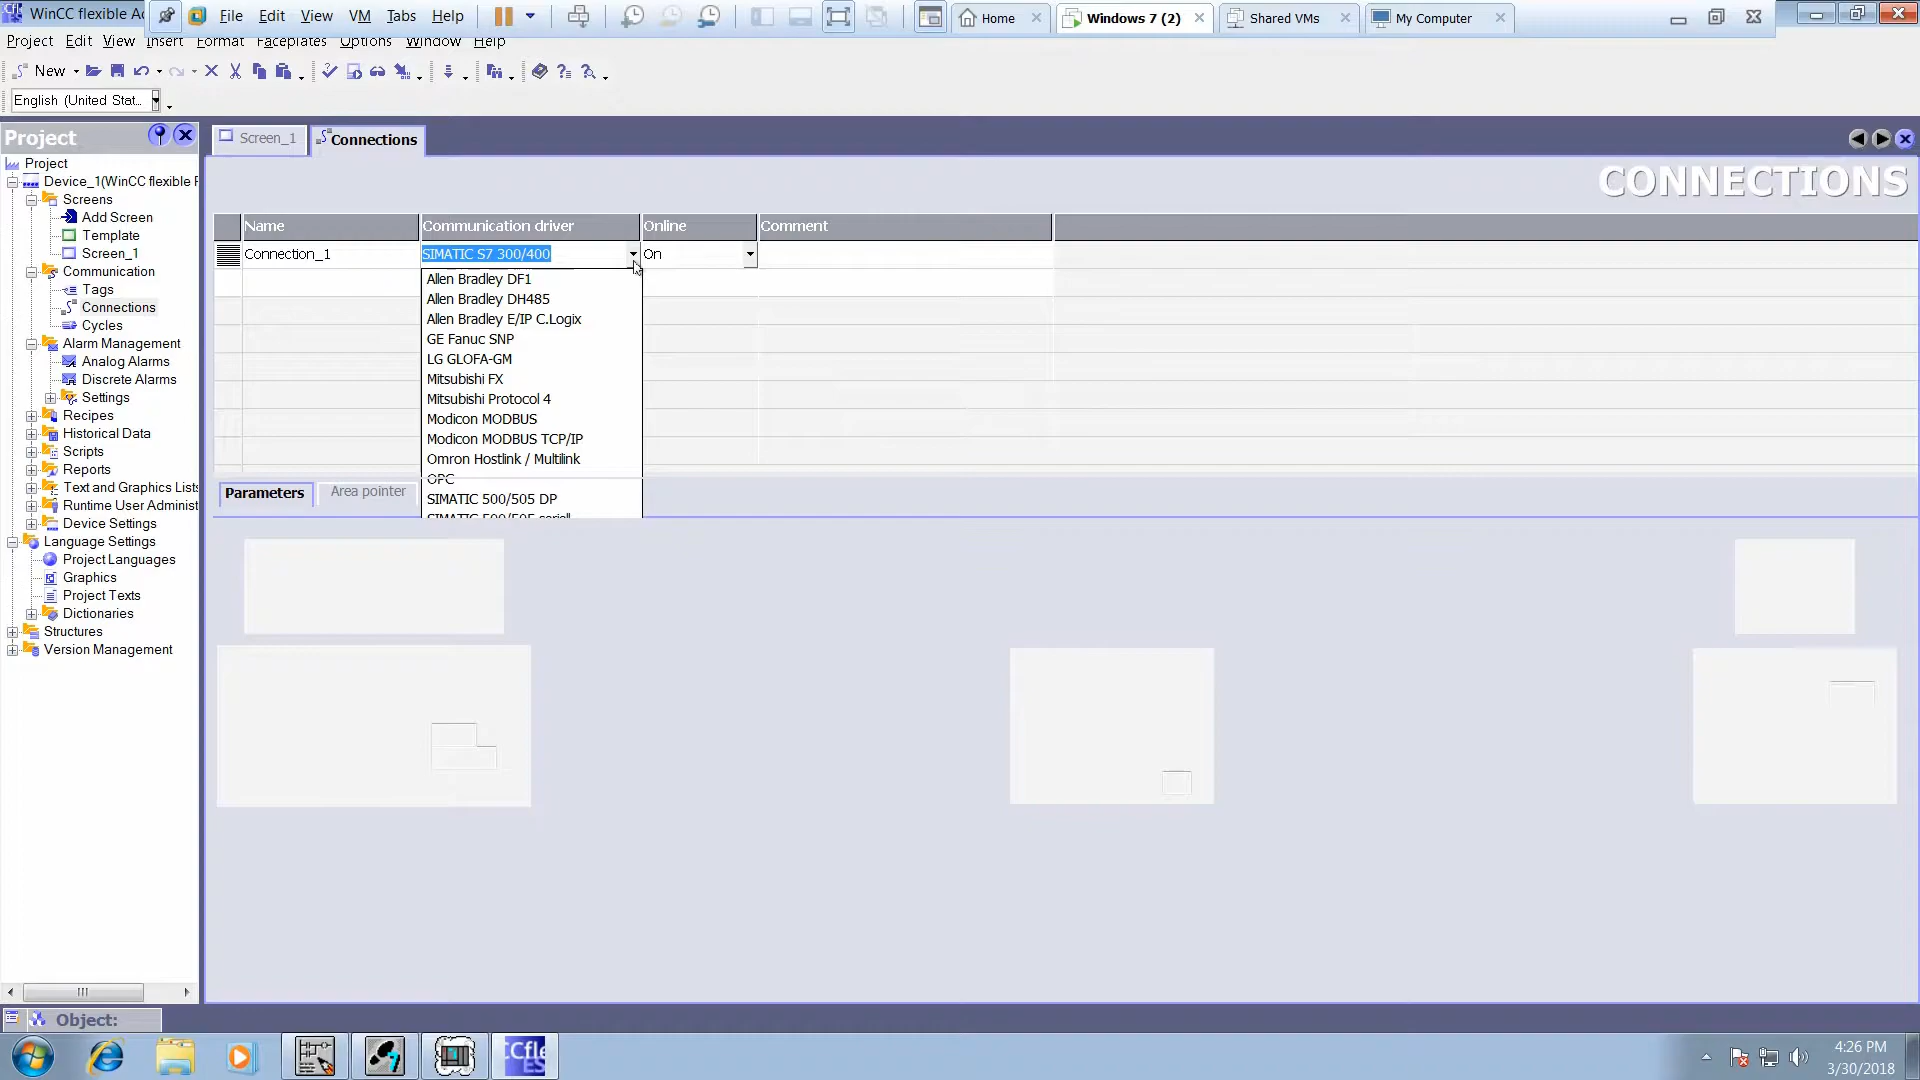 WinCC flexible Ad
File Edit View VM Tabs Help
Home
Windows 7 (2)
Shared VMs
My Computer
Project Edit View Insert Format Faceplates Options Window Help
New
English (United Stat...
Project
Screen_1
Connections
CONNECTIONS
Project
Device_1(WinCC flexible R
Screens
Add Screen
Template
Screen_1
Communication
Tags
Connections
Cycles
Alarm Management
Analog Alarms
Discrete Alarms
Settings
Recipes
Historical Data
Scripts
Reports
Text and Graphics Lists
Runtime User Administ
Device Settings
Language Settings
Project Languages
Graphics
Project Texts
Dictionaries
Structures
Version Management
Name Communication driver Online Comment
Connection_1 SIMATIC S7 300/400 On
Allen Bradley DF1
Allen Bradley DH485
Allen Bradley E/IP C.Logix
GE Fanuc SNP
LG GLOFA-GM
Mitsubishi FX
Mitsubishi Protocol 4
Modicon MODBUS
Modicon MODBUS TCP/IP
Omron Hostlink / Multilink
OPC
SIMATIC 500/505 DP
SIMATIC 500/505 seriell
Parameters Area pointer
Object:
4:26 PM
3/30/2018